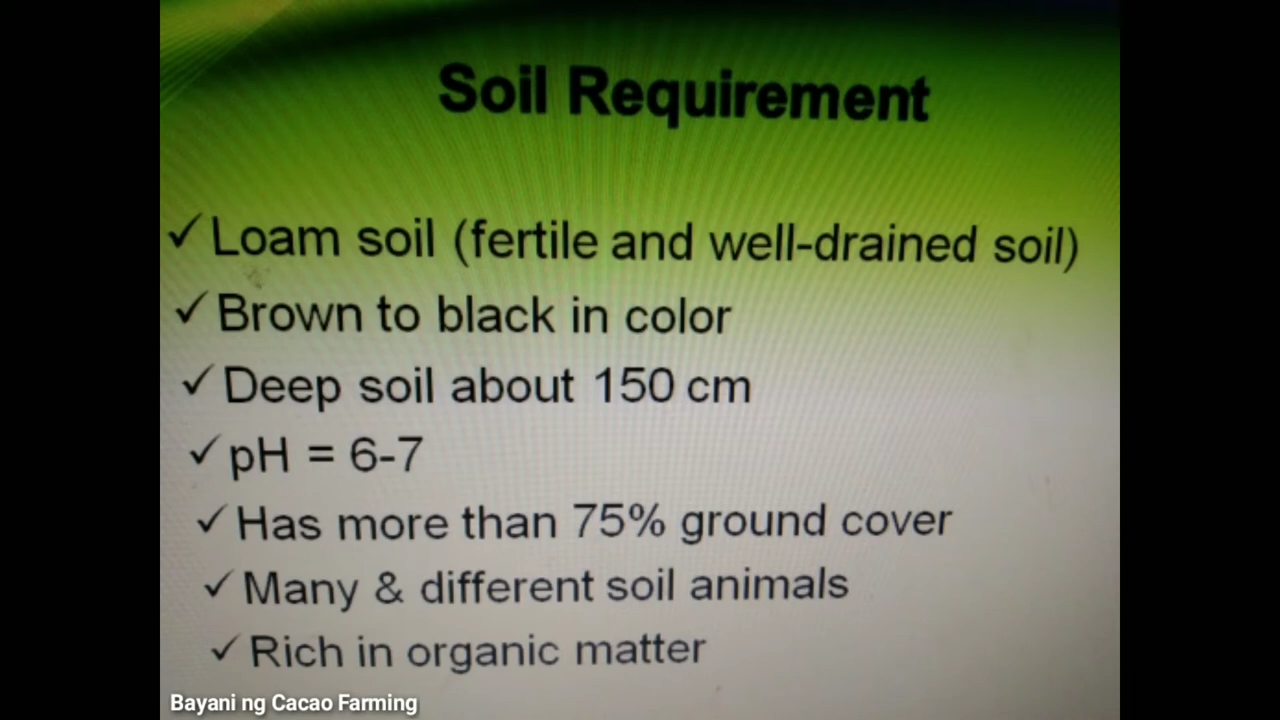 Soil Requirement
✓ Loam soil (fertile and well-drained soil)
✓ Brown to black in color
✓ Deep soil about 150 cm
✓ pH = 6-7
✓ Has more than 75% ground cover
✓ Many & different soil animals
✓ Rich in organic matter
Bayani ng Cacao Farming